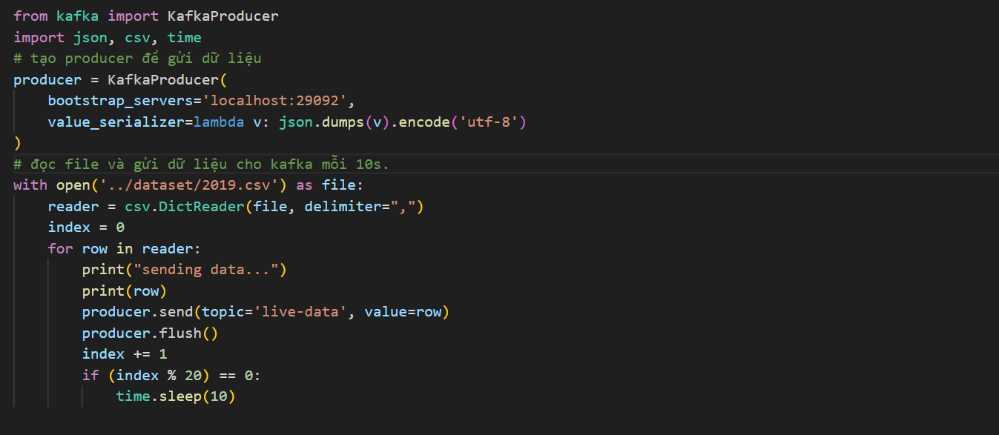 from kafka import KafkaProducer
import json, csv, time
# tạo producer để gửi dữ liệu
producer = KafkaProducer(
    bootstrap_servers='localhost:29092',
    value_serializer=lambda v: json.dumps(v).encode('utf-8')
)
# đọc file và gửi dữ liệu cho kafka mỗi 10s.
with open('../dataset/2019.csv') as file:
    reader = csv.DictReader(file, delimiter=",")
    index = 0
    for row in reader:
        print("sending data...")
        print(row)
        producer.send(topic='live-data', value=row)
        producer.flush()
        index += 1
        if (index % 20) == 0:
            time.sleep(10)